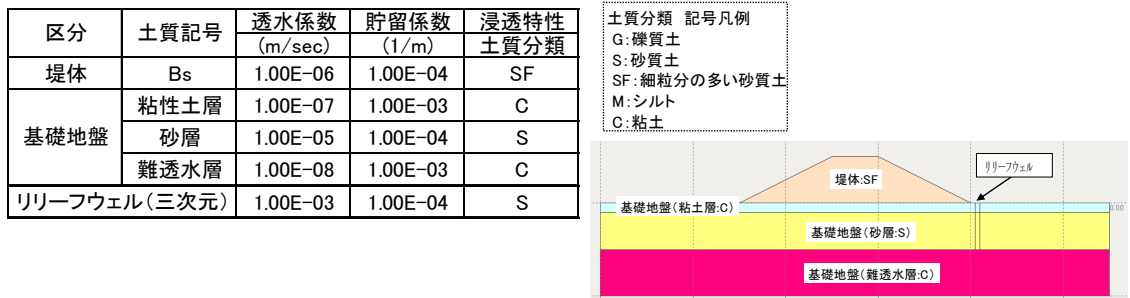 区分 土質記号 透水係数 貯留係数 浸透特性
(m/sec) (1/m) 土質分類
堤体 Bs 1.00E-06 1.00E-04 SF
基礎地盤 粘性土層 1.00E-07 1.00E-03 C
砂層 1.00E-05 1.00E-04 S
難透水層 1.00E-08 1.00E-03 C
リリーフウェル(三次元) 1.00E-03 1.00E-04 S
土質分類 記号凡例
G:礫質土
S:砂質土
SF:細粒分の多い砂質土
M:シルト
C:粘土
リリーフウェル
堤体:SF
基礎地盤(粘土層:C)
0.00
基礎地盤(砂層:S)
基礎地盤(難透水層:C)